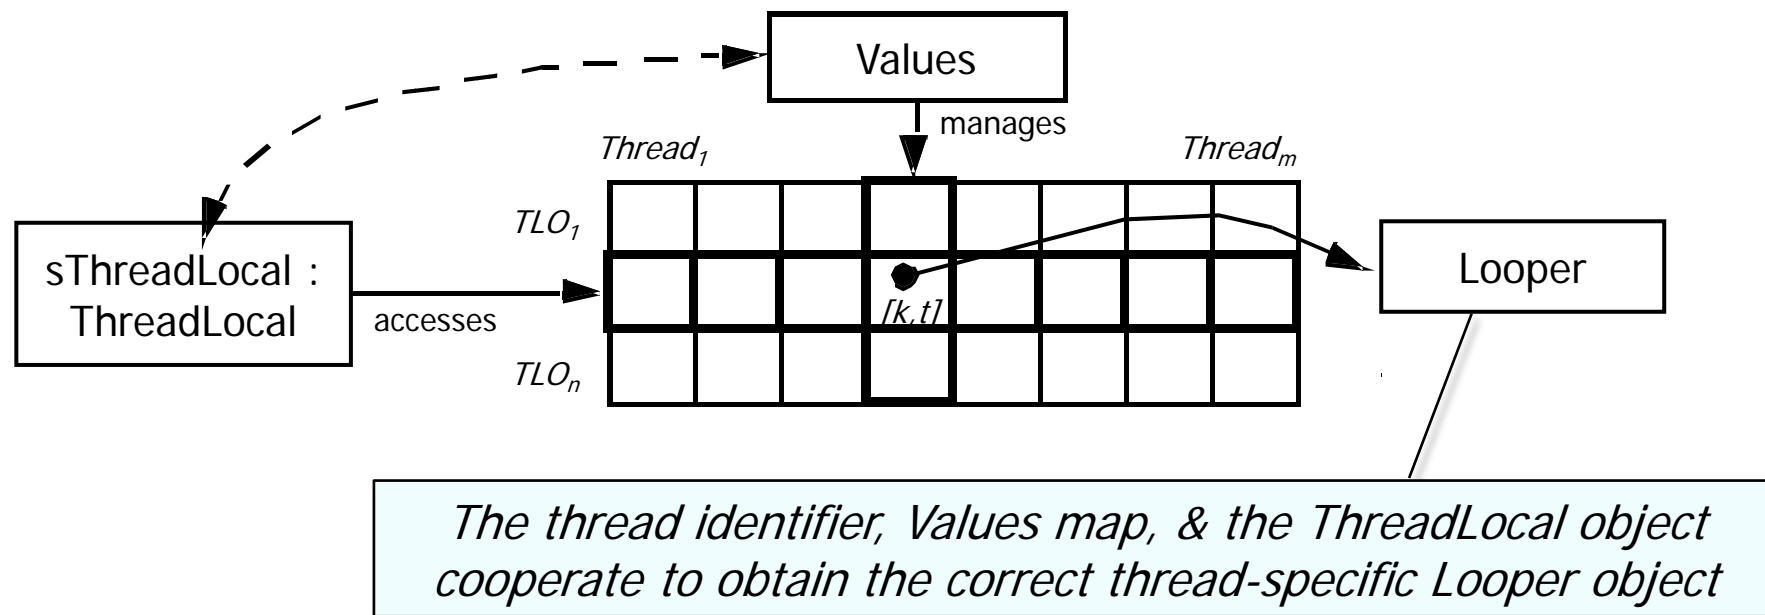 Values
manages
Thread₁
Threadₘ
TLO₁
sThreadLocal :
ThreadLocal
accesses
[k,t]
Looper
TLOₙ
The thread identifier, Values map, & the ThreadLocal object
cooperate to obtain the correct thread-specific Looper object